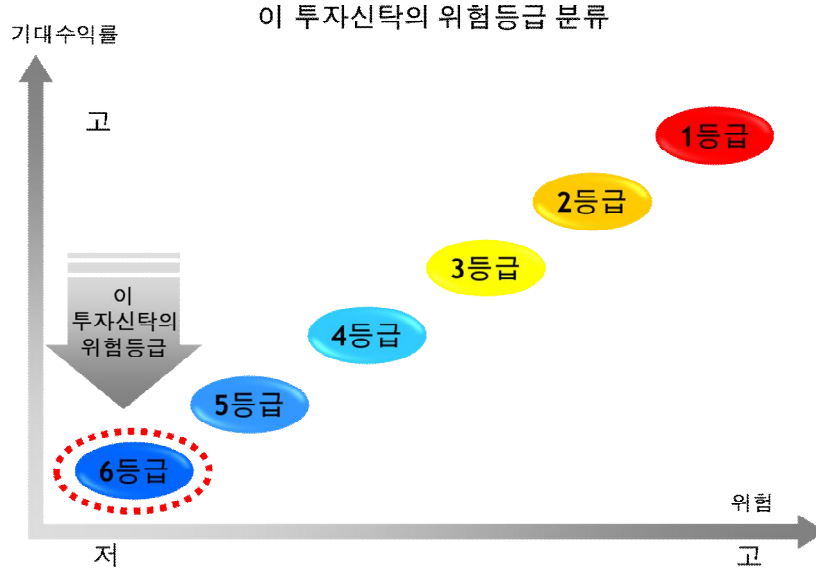 이 투자신탁의 위험등급 분류
기대수익률
고
1등급
2등급
3등급
이
투자신탁의
위험등급
4등급
5등급
6등급
위험
저
고